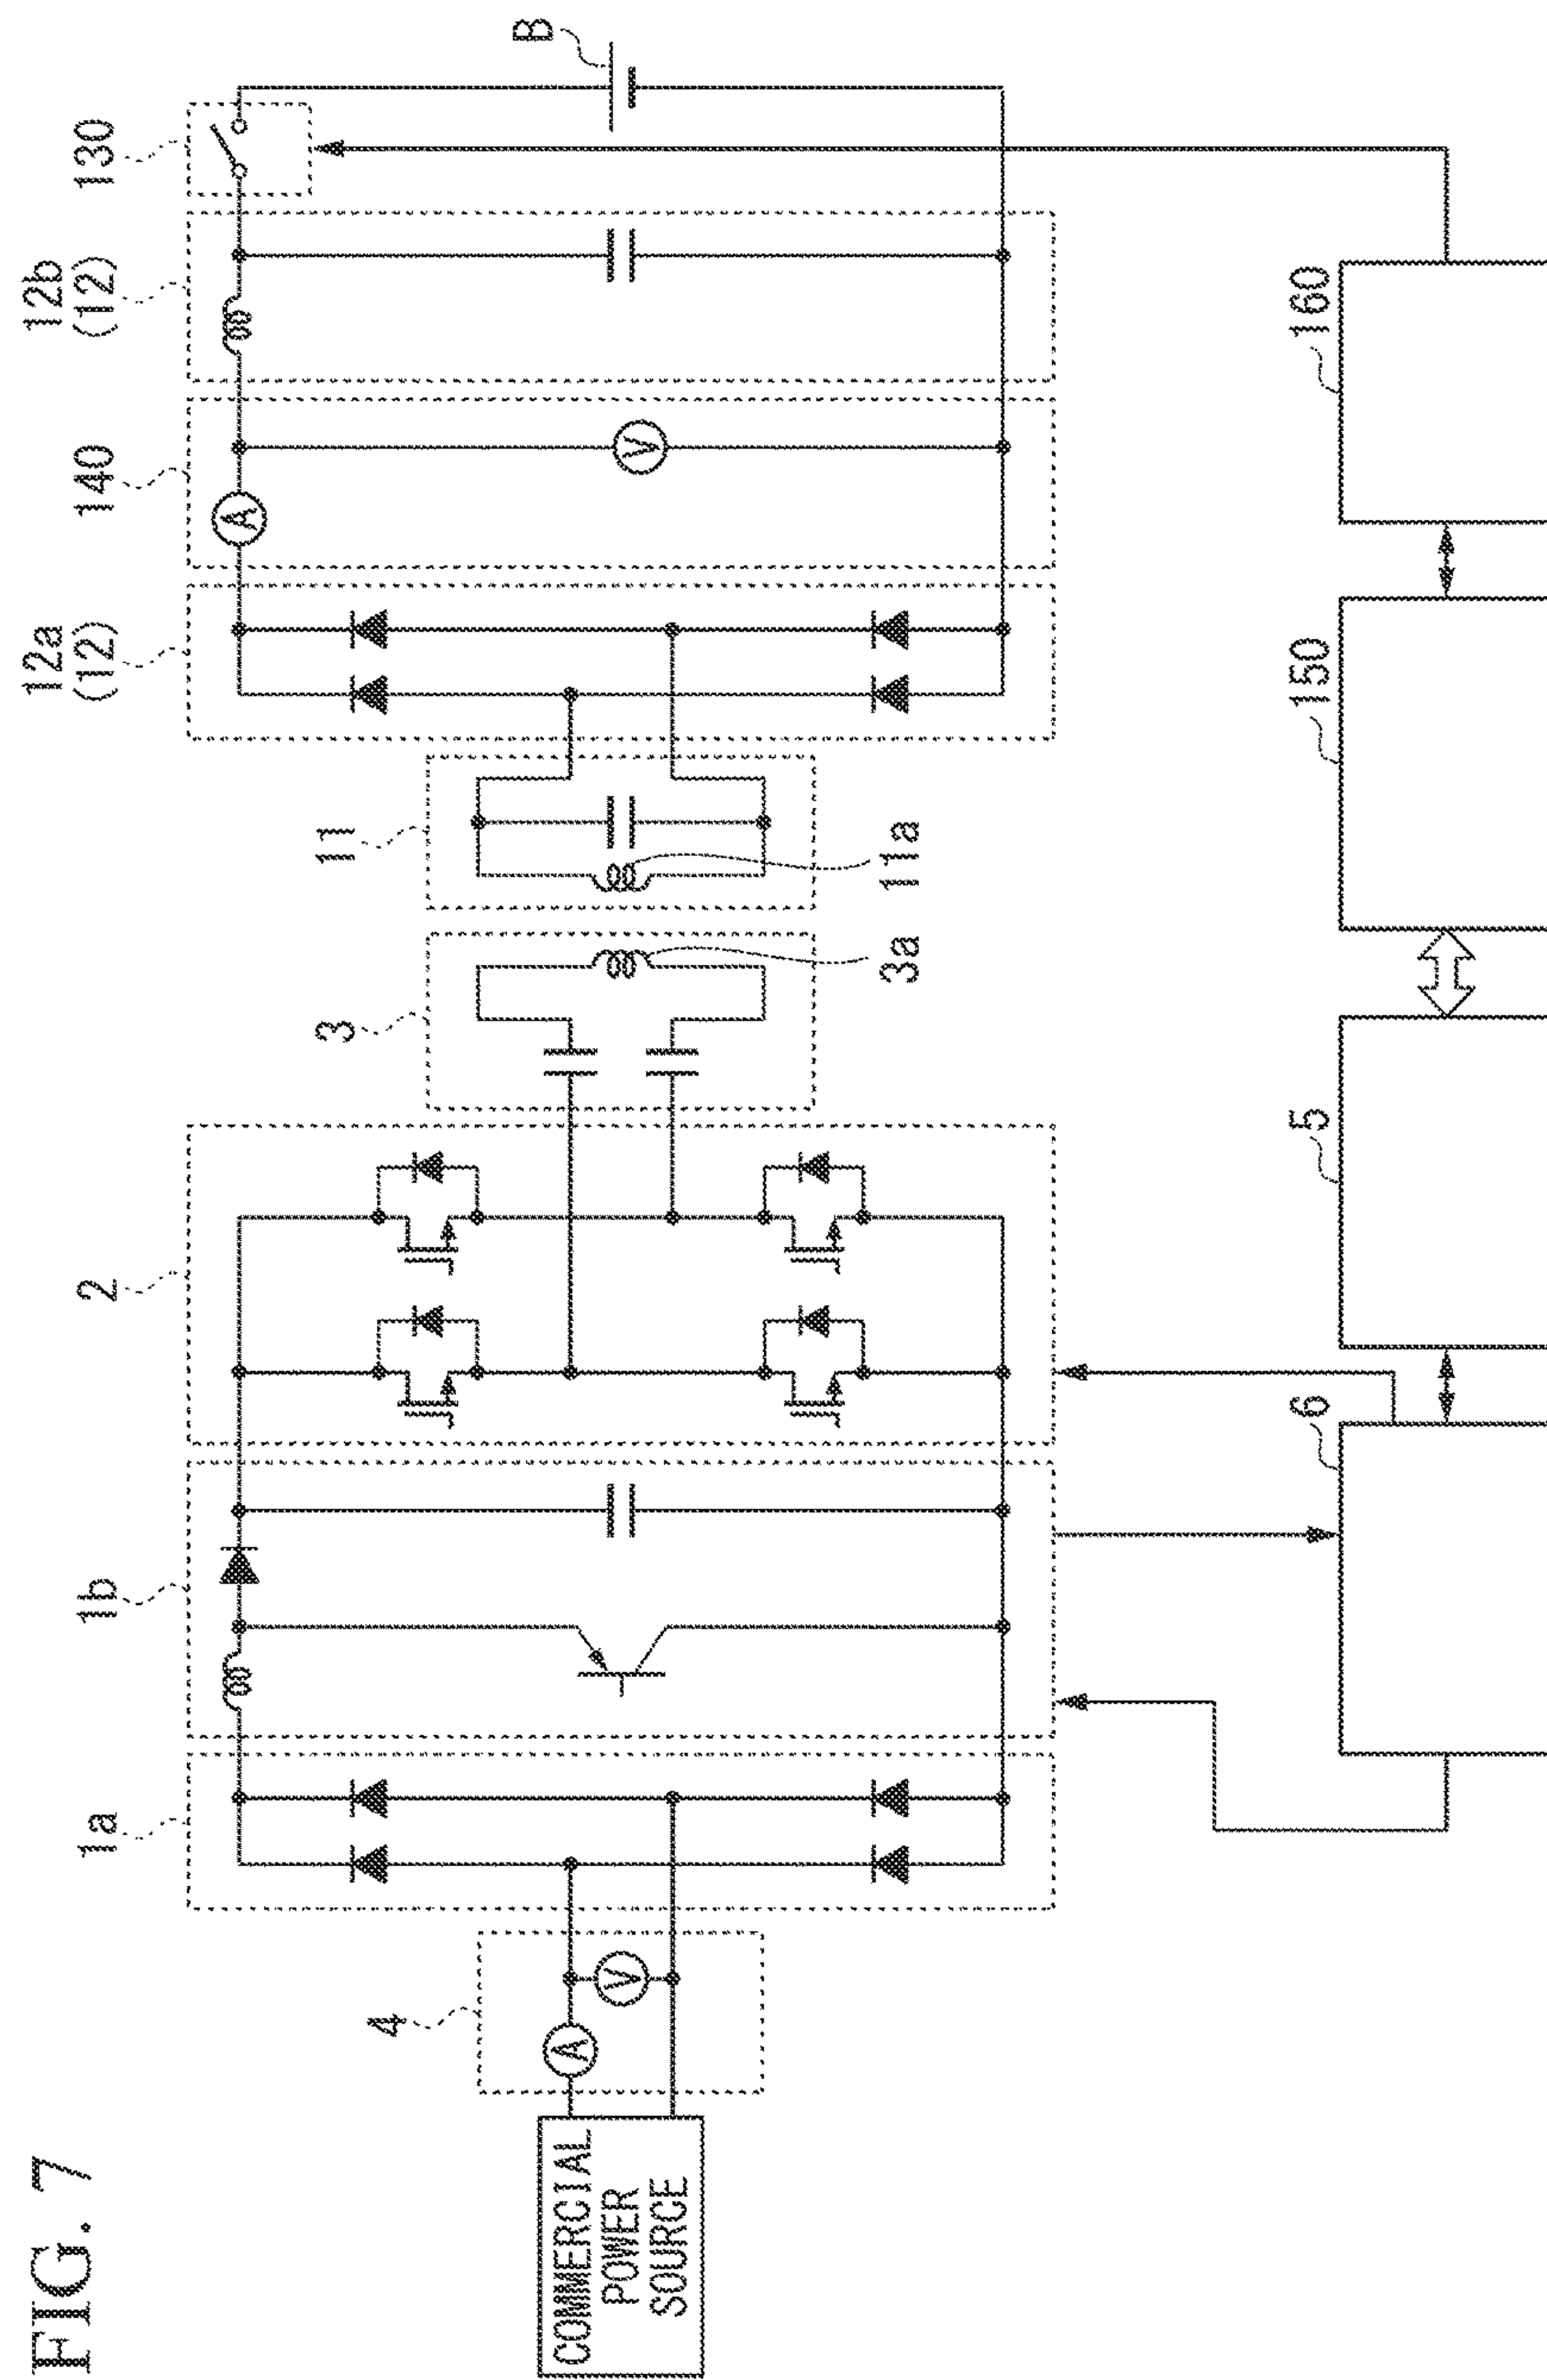 FIG. 7
COMMERCIAL
POWER
SOURCE
A
V
4
1a
1b
2
3
3a
11
11a
12a
(12)
A
V
140
12b
(12)
130
B
6
5
150
160